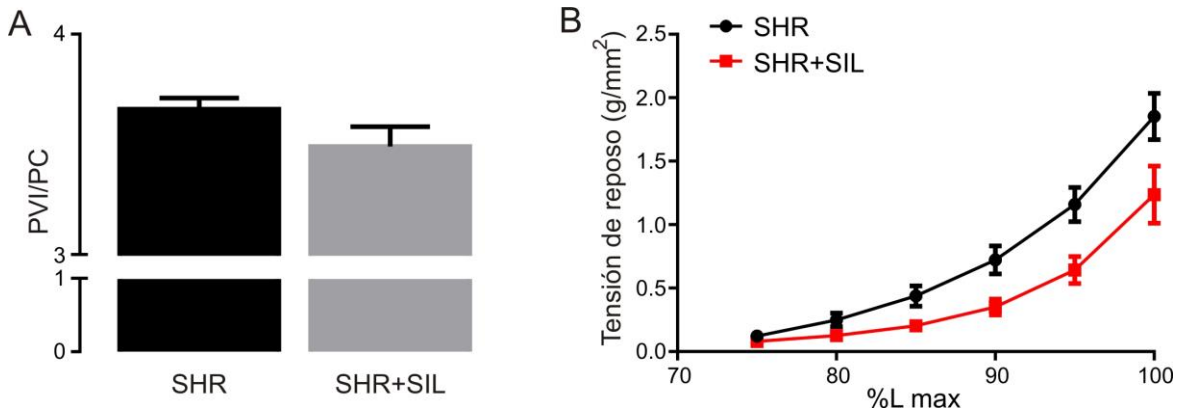 A
PVI/PC
4
3
1
0
SHR
SHR+SIL
B
SHR
SHR+SIL
Tensión de reposo (g/mm²)
2.5
2.0
1.5
1.0
0.5
0.0
70
80
90
100
%L max